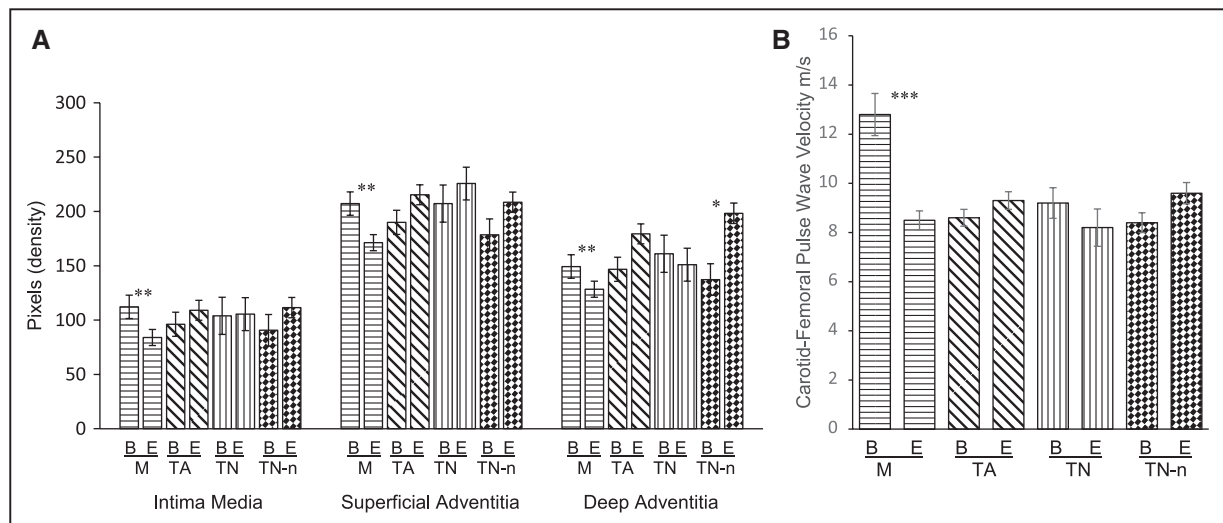 A
Pixels (density)
300
250
200
150
100
50
0
** ** ** *
B E B E B E B E B E B E B E B E B E B E B E B E
M TA TN TN-n M TA TN TN-n M TA TN TN-n
Intima Media Superficial Adventitia Deep Adventitia
B
Carotid-Femoral Pulse Wave Velocity m/s
16
14
12
10
8
6
4
2
0
***
B E B E B E B E
M TA TN TN-n